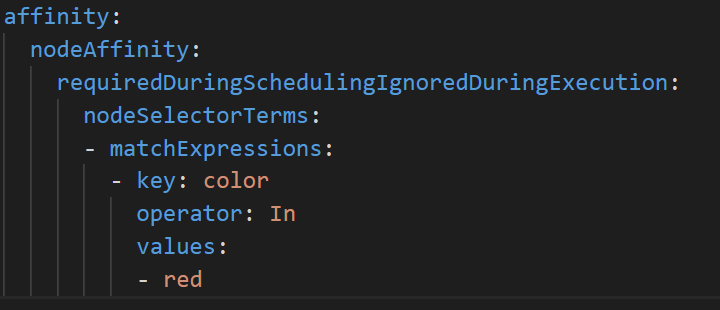 affinity:
  nodeAffinity:
    requiredDuringSchedulingIgnoredDuringExecution:
      nodeSelectorTerms:
      - matchExpressions:
        - key: color
          operator: In
          values:
          - red